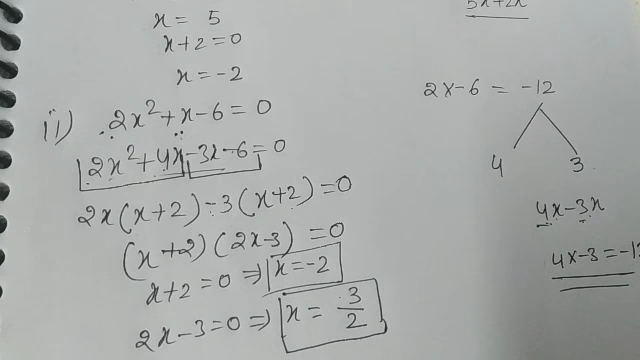 x = 5
x+2=0
x = -2
ii) 2x²+x-6=0
2x²+4x-3x-6=0
2x(x+2)-3(x+2)=0
(x+2)(2x-3)=0
x+2=0 ⇒ x=-2
2x-3=0 ⇒ x= 3/2
5x+2x
2x-6 = -12
4 3
4x-3x
4x-3=-12